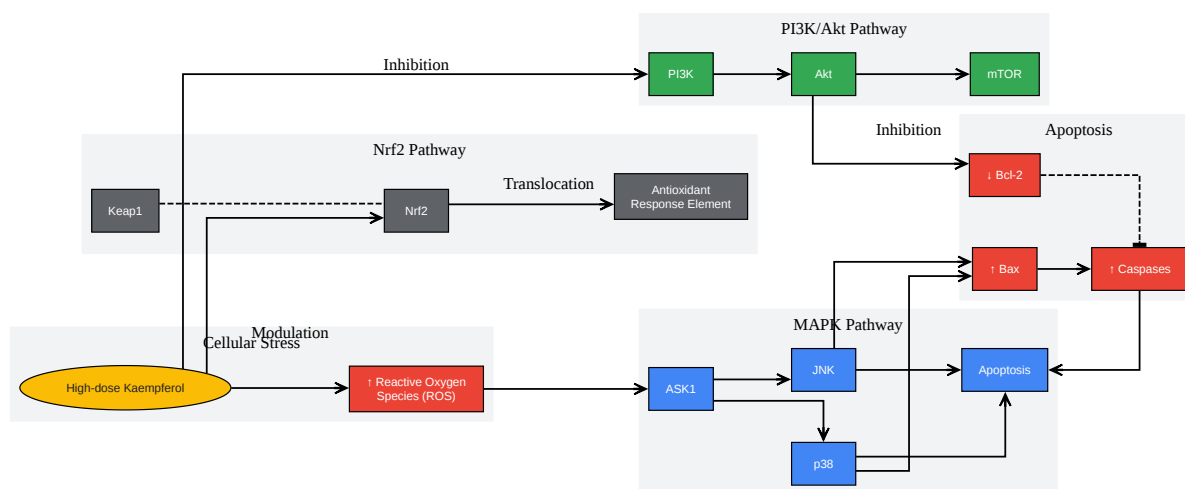 PI3K/Akt Pathway
Inhibition
PI3K
Akt
mTOR
Inhibition
Apoptosis
Nrf2 Pathway
↓ Bcl-2
Translocation
Keap1
Nrf2
Antioxidant
Response Element
↑ Bax
↑ Caspases
Modulation
Cellular Stress
MAPK Pathway
High-dose Kaempferol
↑ Reactive Oxygen
Species (ROS)
ASK1
JNK
Apoptosis
p38